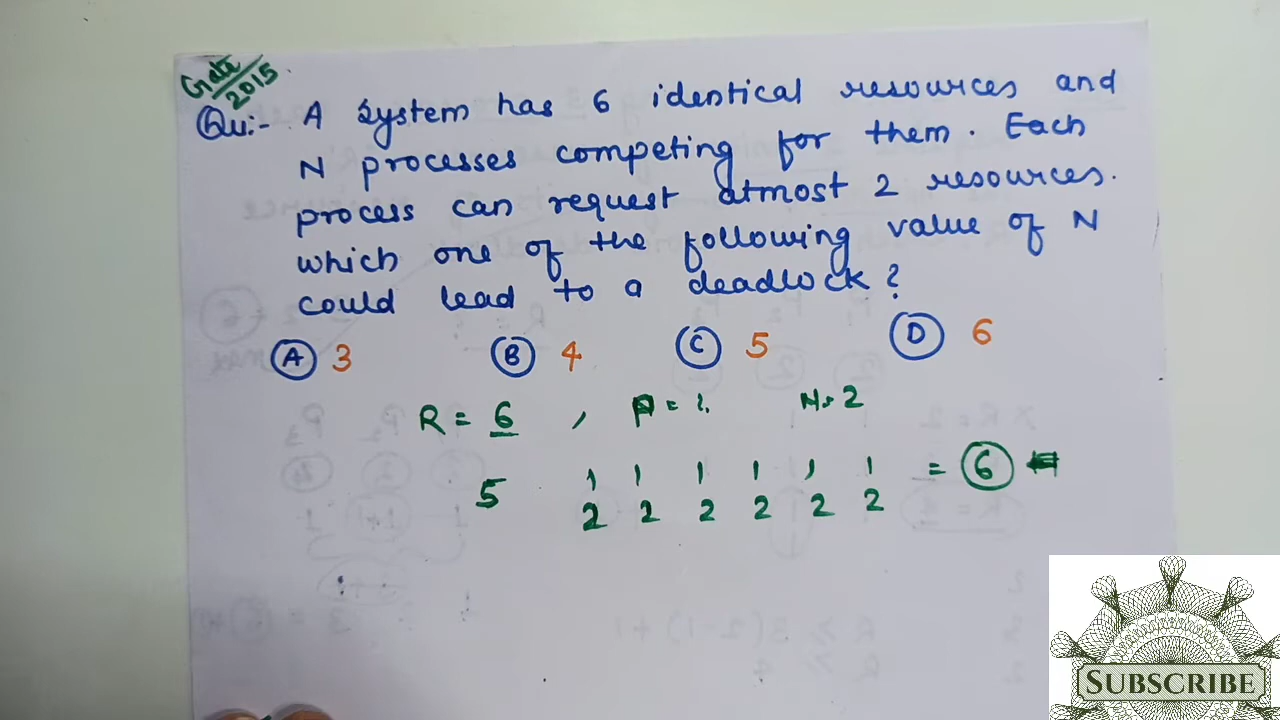 Gate
2015
Qu:- A system has 6 identical resources and
N processes competing for them. Each
process can request atmost 2 resources.
which one of the following value of N
could lead to a deadlock?
A 3 B 4 C 5 D 6
R = 6 , P = ?. N = 2
5 1 1 1 1 1 1 = 6
2 2 2 2 2 2
SUBSCRIBE